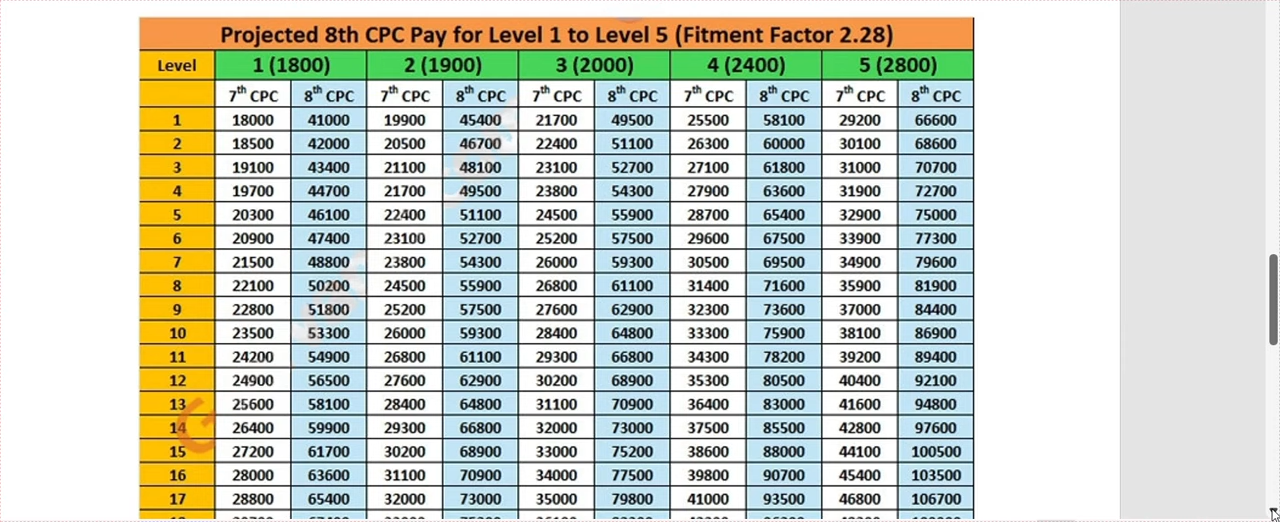 Projected 8th CPC Pay for Level 1 to Level 5 (Fitment Factor 2.28)
Level 1 (1800) 2 (1900) 3 (2000) 4 (2400) 5 (2800)
7th CPC 8th CPC 7th CPC 8th CPC 7th CPC 8th CPC 7th CPC 8th CPC 7th CPC 8th CPC
1 18000 41000 19900 45400 21700 49500 25500 58100 29200 66600
2 18500 42000 20500 46700 22400 51100 26300 60000 30100 68600
3 19100 43400 21100 48100 23100 52700 27100 61800 31000 70700
4 19700 44700 21700 49500 23800 54300 27900 63600 31900 72700
5 20300 46100 22400 51100 24500 55900 28700 65400 32900 75000
6 20900 47400 23100 52700 25200 57500 29600 67500 33900 77300
7 21500 48800 23800 54300 26000 59300 30500 69500 34900 79600
8 22100 50200 24500 55900 26800 61100 31400 71600 35900 81900
9 22800 51800 25200 57500 27600 62900 32300 73600 37000 84400
10 23500 53300 26000 59300 28400 64800 33300 75900 38100 86900
11 24200 54900 26800 61100 29300 66800 34300 78200 39200 89400
12 24900 56500 27600 62900 30200 68900 35300 80500 40400 92100
13 25600 58100 28400 64800 31100 70900 36400 83000 41600 94800
14 26400 59900 29300 66800 32000 73000 37500 85500 42800 97600
15 27200 61700 30200 68900 33000 75200 38600 88000 44100 100500
16 28000 63600 31100 70900 34000 77500 39800 90700 45400 103500
17 28800 65400 32000 73000 35000 79800 41000 93500 46800 106700